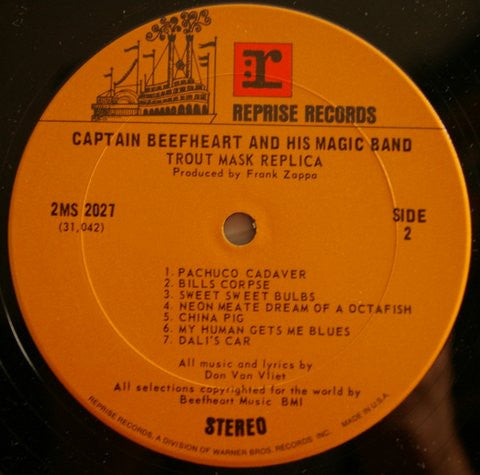 r
REPRISE RECORDS
CAPTAIN BEEFHEART AND HIS MAGIC BAND
TROUT MASK REPLICA
Produced by Frank Zappa
2MS 2027
(31,042)
SIDE
2
1. PACHUCO CADAVER
2. BILLS CORPSE
3. SWEET SWEET BULBS
4. NEON MEATE DREAM OF A OCTAFISH
5. CHINA PIG
6. MY HUMAN GETS ME BLUES
7. DALI'S CAR
All music and lyrics by
Don Van Vliet
All selections copyrighted for the world by
Beefheart Music BMI
STEREO
REPRISE RECORDS, A DIVISION OF WARNER BROS. RECORDS INC. MADE IN U.S.A.